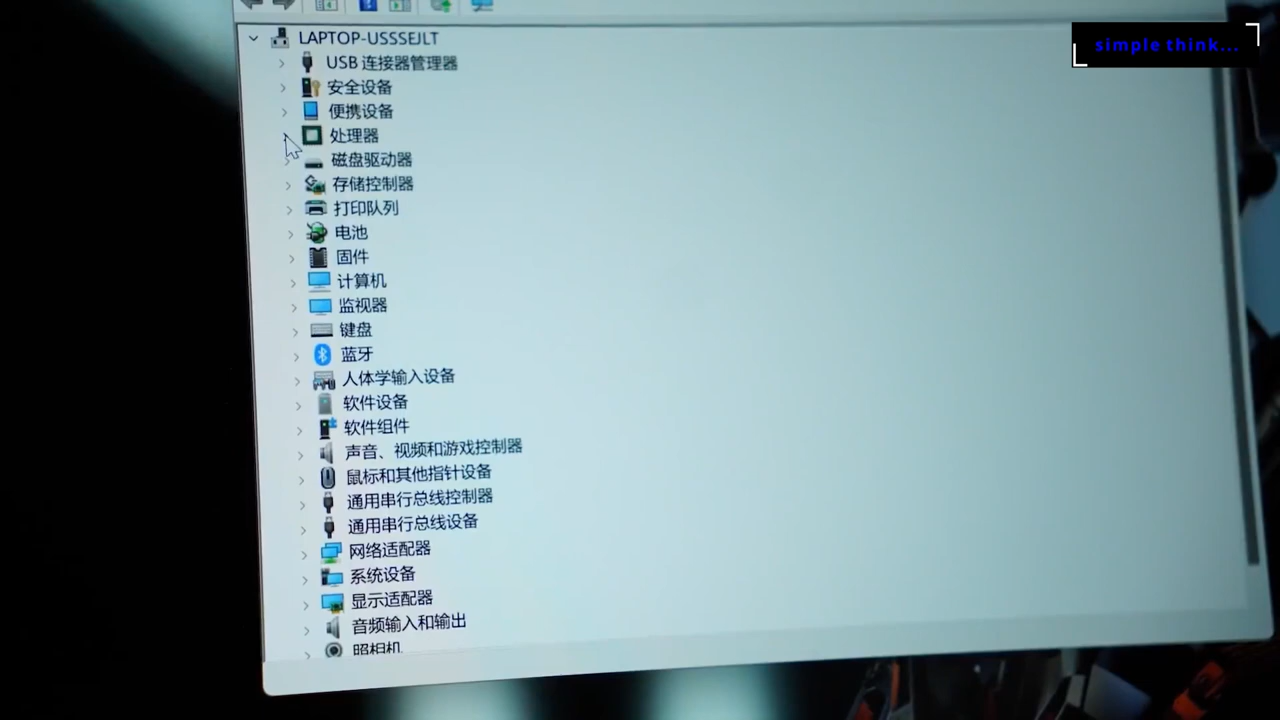 simple think...
LAPTOP-USSSEJLT
USB 连接器管理器
安全设备
便携设备
处理器
磁盘驱动器
存储控制器
打印队列
电池
固件
计算机
监视器
键盘
蓝牙
人体学输入设备
软件设备
软件组件
声音、视频和游戏控制器
鼠标和其他指针设备
通用串行总线控制器
通用串行总线设备
网络适配器
系统设备
显示适配器
音频输入和输出
照相机